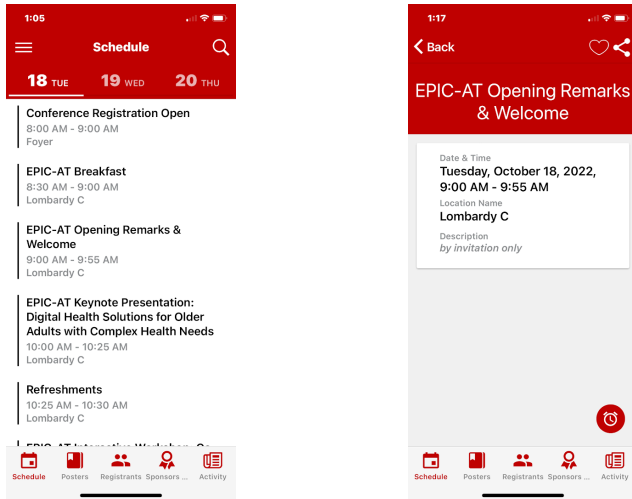 1:05
Schedule
18 TUE 19 WED 20 THU
Conference Registration Open
8:00 AM - 9:00 AM
Foyer
EPIC-AT Breakfast
8:30 AM - 9:00 AM
Lombardy C
EPIC-AT Opening Remarks &
Welcome
9:00 AM - 9:55 AM
Lombardy C
EPIC-AT Keynote Presentation:
Digital Health Solutions for Older
Adults with Complex Health Needs
10:00 AM - 10:25 AM
Lombardy C
Refreshments
10:25 AM - 10:30 AM
Lombardy C
Schedule Posters Registrants Sponsors ... Activity
1:17
Back
EPIC-AT Opening Remarks
& Welcome
Date & Time
Tuesday, October 18, 2022,
9:00 AM - 9:55 AM
Location Name
Lombardy C
Description
by invitation only
Schedule Posters Registrants Sponsors ... Activity